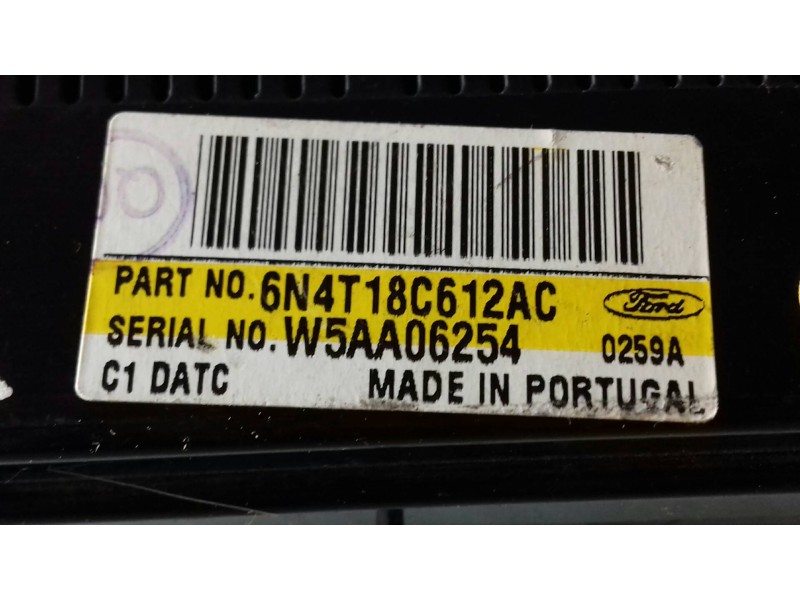 PART NO. 6N4T18C612AC Ford
SERIAL NO. W5AA06254 0259A
C1 DATC MADE IN PORTUGAL